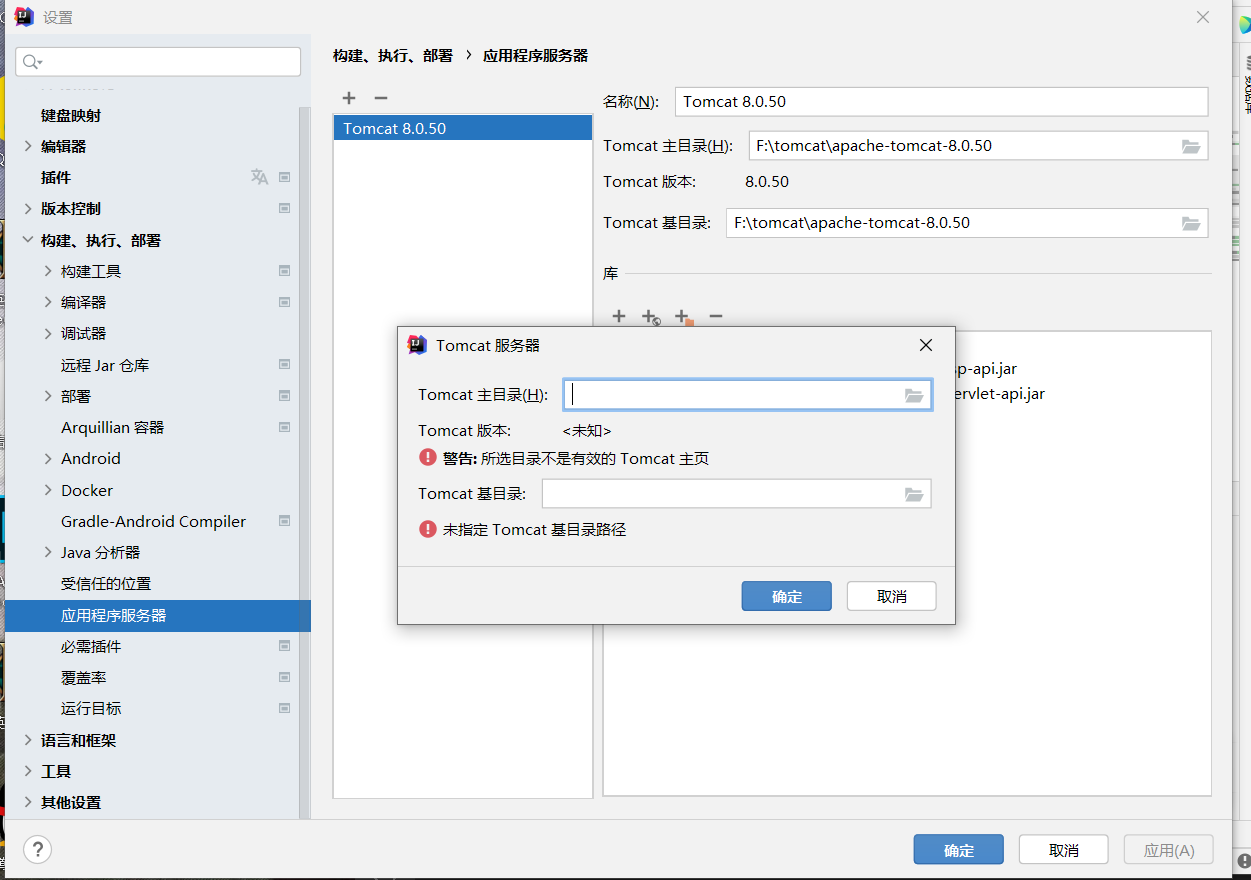 设置
构建、执行、部署 › 应用程序服务器
键盘映射
编辑器
插件
版本控制
构建、执行、部署
构建工具
编译器
调试器
远程 Jar 仓库
部署
Arquillian 容器
Android
Docker
Gradle-Android Compiler
Java 分析器
受信任的位置
应用程序服务器
必需插件
覆盖率
运行目标
语言和框架
工具
其他设置
Tomcat 8.0.50
名称(N): Tomcat 8.0.50
Tomcat 主目录(H): F:\tomcat\apache-tomcat-8.0.50
Tomcat 版本: 8.0.50
Tomcat 基目录: F:\tomcat\apache-tomcat-8.0.50
库
sp-api.jar
ervlet-api.jar
Tomcat 服务器
Tomcat 主目录(H):
Tomcat 版本: <未知>
警告: 所选目录不是有效的 Tomcat 主页
Tomcat 基目录:
未指定 Tomcat 基目录路径
确定 取消
? 确定 取消 应用(A)